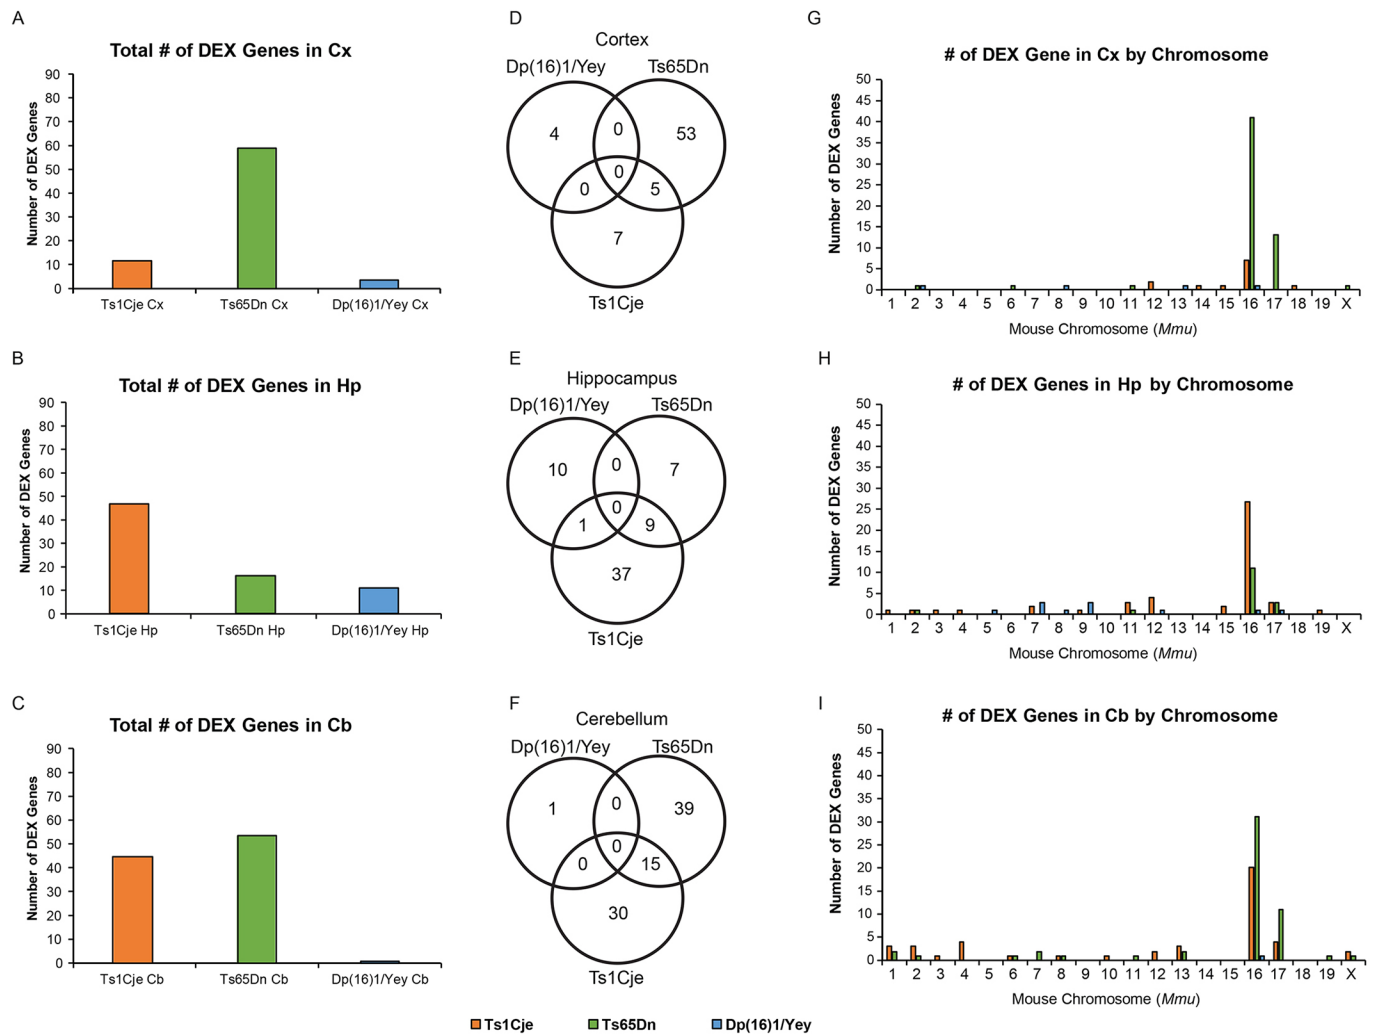 A
Total # of DEX Genes in Cx
Number of DEX Genes
90
80
70
60
50
40
30
20
10
0
Ts1Cje Cx Ts65Dn Cx Dp(16)1/Yey Cx
D
Cortex
Dp(16)1/Yey Ts65Dn
4 0 53
0
0 5
7
Ts1Cje
G
# of DEX Gene in Cx by Chromosome
Number of DEX Genes
50
45
40
35
30
25
20
15
10
5
0
1 2 3 4 5 6 7 8 9 10 11 12 13 14 15 16 17 18 19 X
Mouse Chromosome (Mmu)
B
Total # of DEX Genes in Hp
Number of DEX Genes
90
80
70
60
50
40
30
20
10
0
Ts1Cje Hp Ts65Dn Hp Dp(16)1/Yey Hp
E
Hippocampus
Dp(16)1/Yey Ts65Dn
10 0 7
0
1 9
37
Ts1Cje
H
# of DEX Genes in Hp by Chromosome
Number of DEX Genes
50
45
40
35
30
25
20
15
10
5
0
1 2 3 4 5 6 7 8 9 10 11 12 13 14 15 16 17 18 19 X
Mouse Chromosome (Mmu)
C
Total # of DEX Genes in Cb
Number of DEX Genes
90
80
70
60
50
40
30
20
10
0
Ts1Cje Cb Ts65Dn Cb Dp(16)1/Yey Cb
F
Cerebellum
Dp(16)1/Yey Ts65Dn
1 0 39
0
0 15
30
Ts1Cje
I
# of DEX Genes in Cb by Chromosome
Number of DEX Genes
50
45
40
35
30
25
20
15
10
5
0
1 2 3 4 5 6 7 8 9 10 11 12 13 14 15 16 17 18 19 X
Mouse Chromosome (Mmu)
Ts1Cje Ts65Dn Dp(16)1/Yey